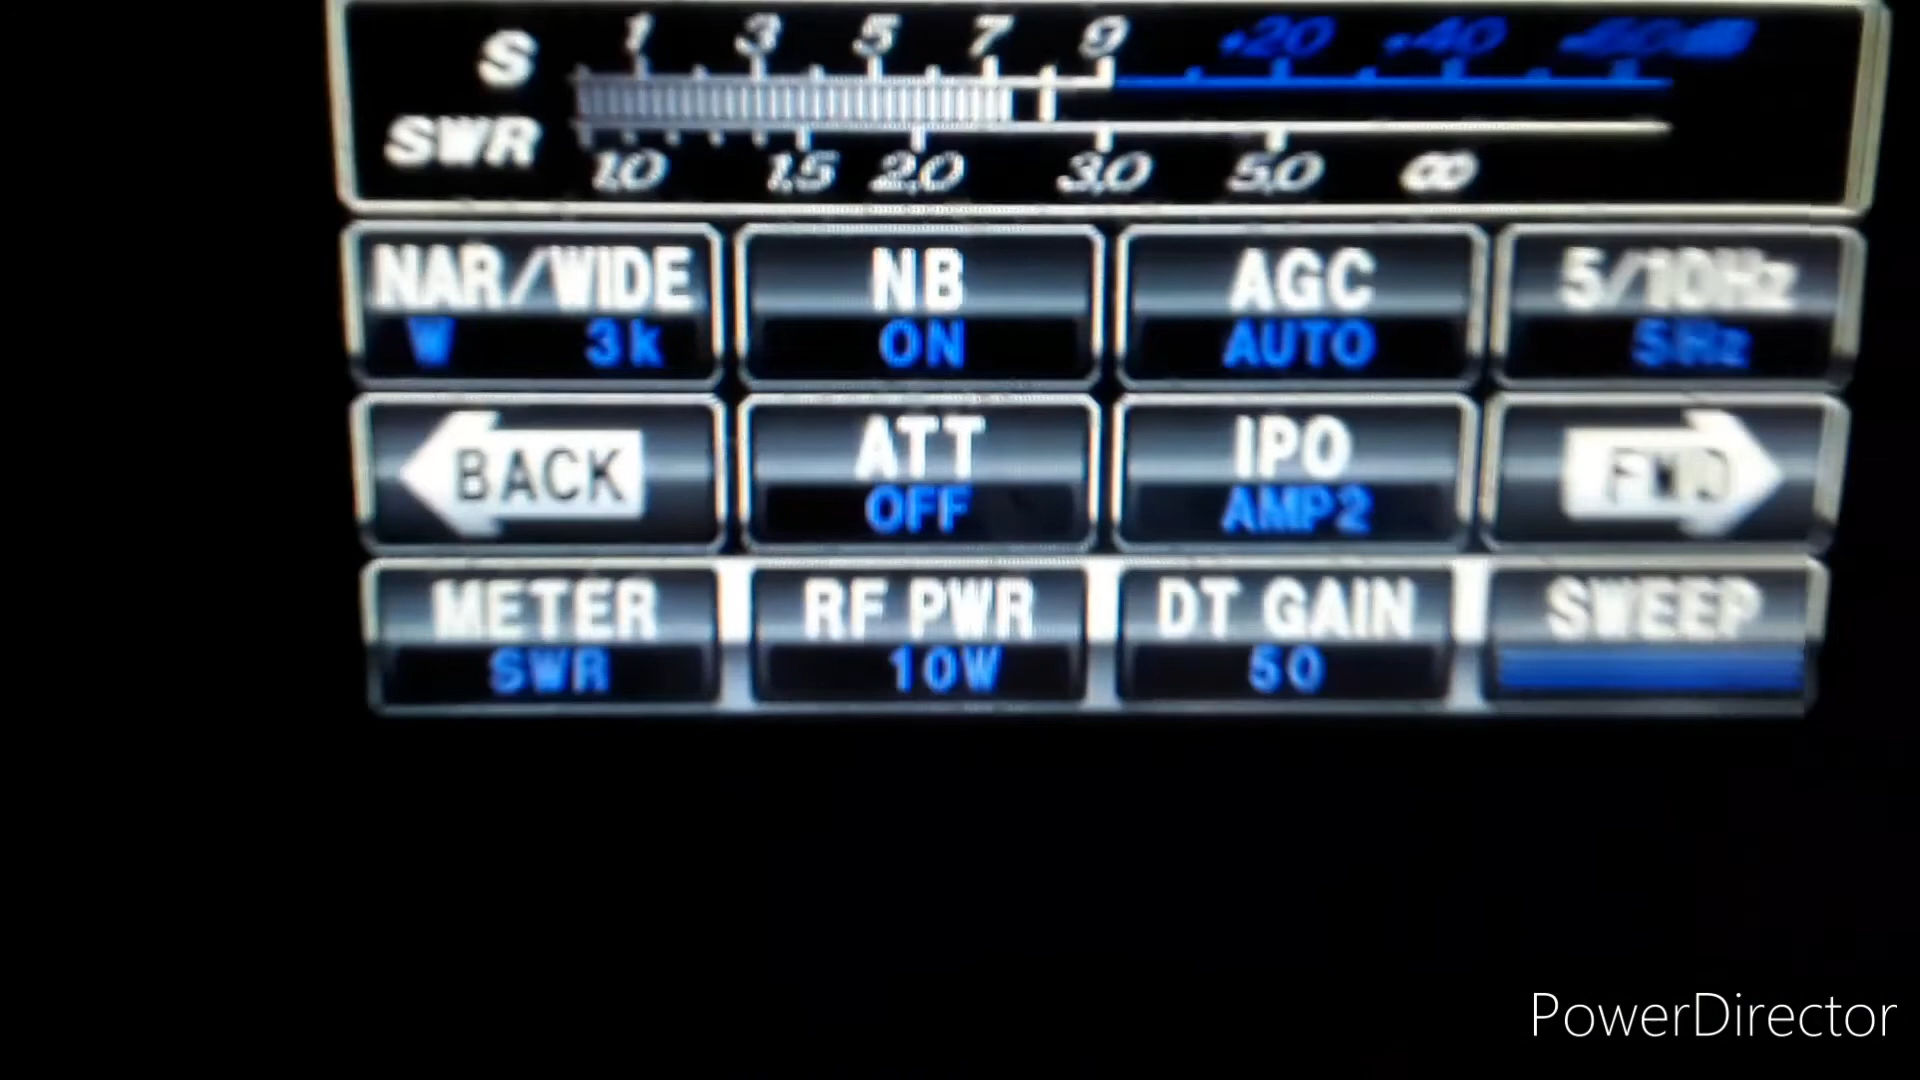 S 1 3 5 7 9 +20 +40 +60dB
SWR 1.0 1.5 2.0 3.0 5.0 ∞
NAR/WIDE NB AGC 5/10Hz
W 3k ON AUTO 5Hz
BACK ATT IPO FWD
OFF AMP2
METER RF PWR DT GAIN SWEEP
SWR 10W 50
PowerDirector